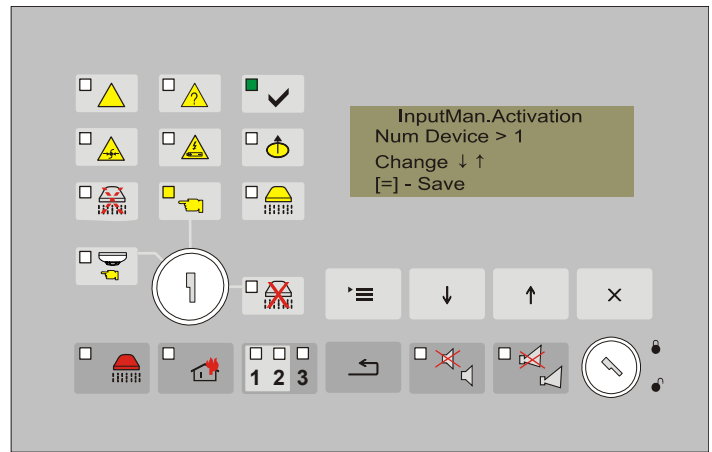 InputMan.Activation
Num Device > 1
Change ↓ ↑
[=] - Save
?
1 2 3